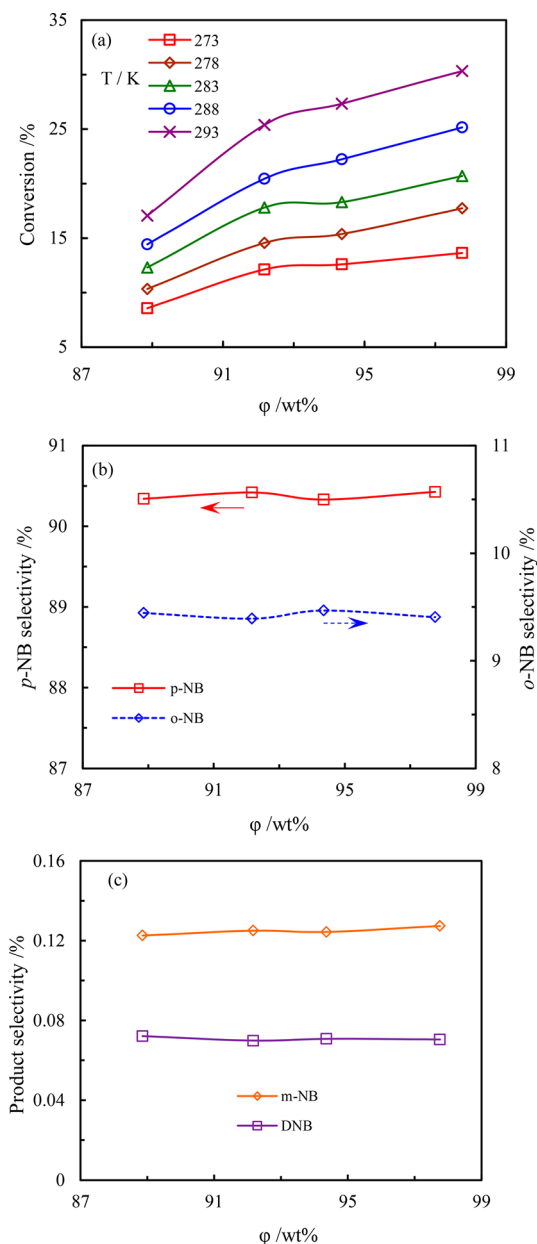 (a)
T / K
273
278
283
288
293
35
25
15
5
Conversion /%
87 91 95 99
φ /wt%
(b)
91
90
89
88
87
p-NB selectivity /%
11
10
9
8
o-NB selectivity /%
p-NB
o-NB
87 91 95 99
φ /wt%
(c)
0.16
0.12
0.08
0.04
0
Product selectivity /%
m-NB
DNB
87 91 95 99
φ /wt%